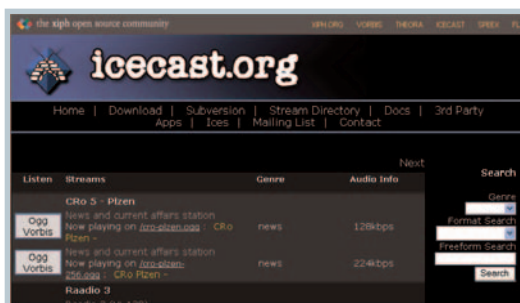 the xiph open source community
XIPH.ORG VORBIS THEORA ICECAST SPEEX FL
icecast.org
Home | Download | Subversion | Stream Directory | Docs | 3rd Party
Apps | Ices | Mailing List | Contact
Next
Listen Streams Genre Audio Info
CRo 5 - Plzen
Ogg Vorbis
News and current affairs station
Now playing on /cro-plzen.ogg : CRo
Plzen -
news
128kbps
Ogg Vorbis
News and current affairs station
Now playing on /cro-plzen-
256.ogg : CRo Plzen -
news
224kbps
Raadio 3
Search
Genre
Format Search
Freeform Search
Search